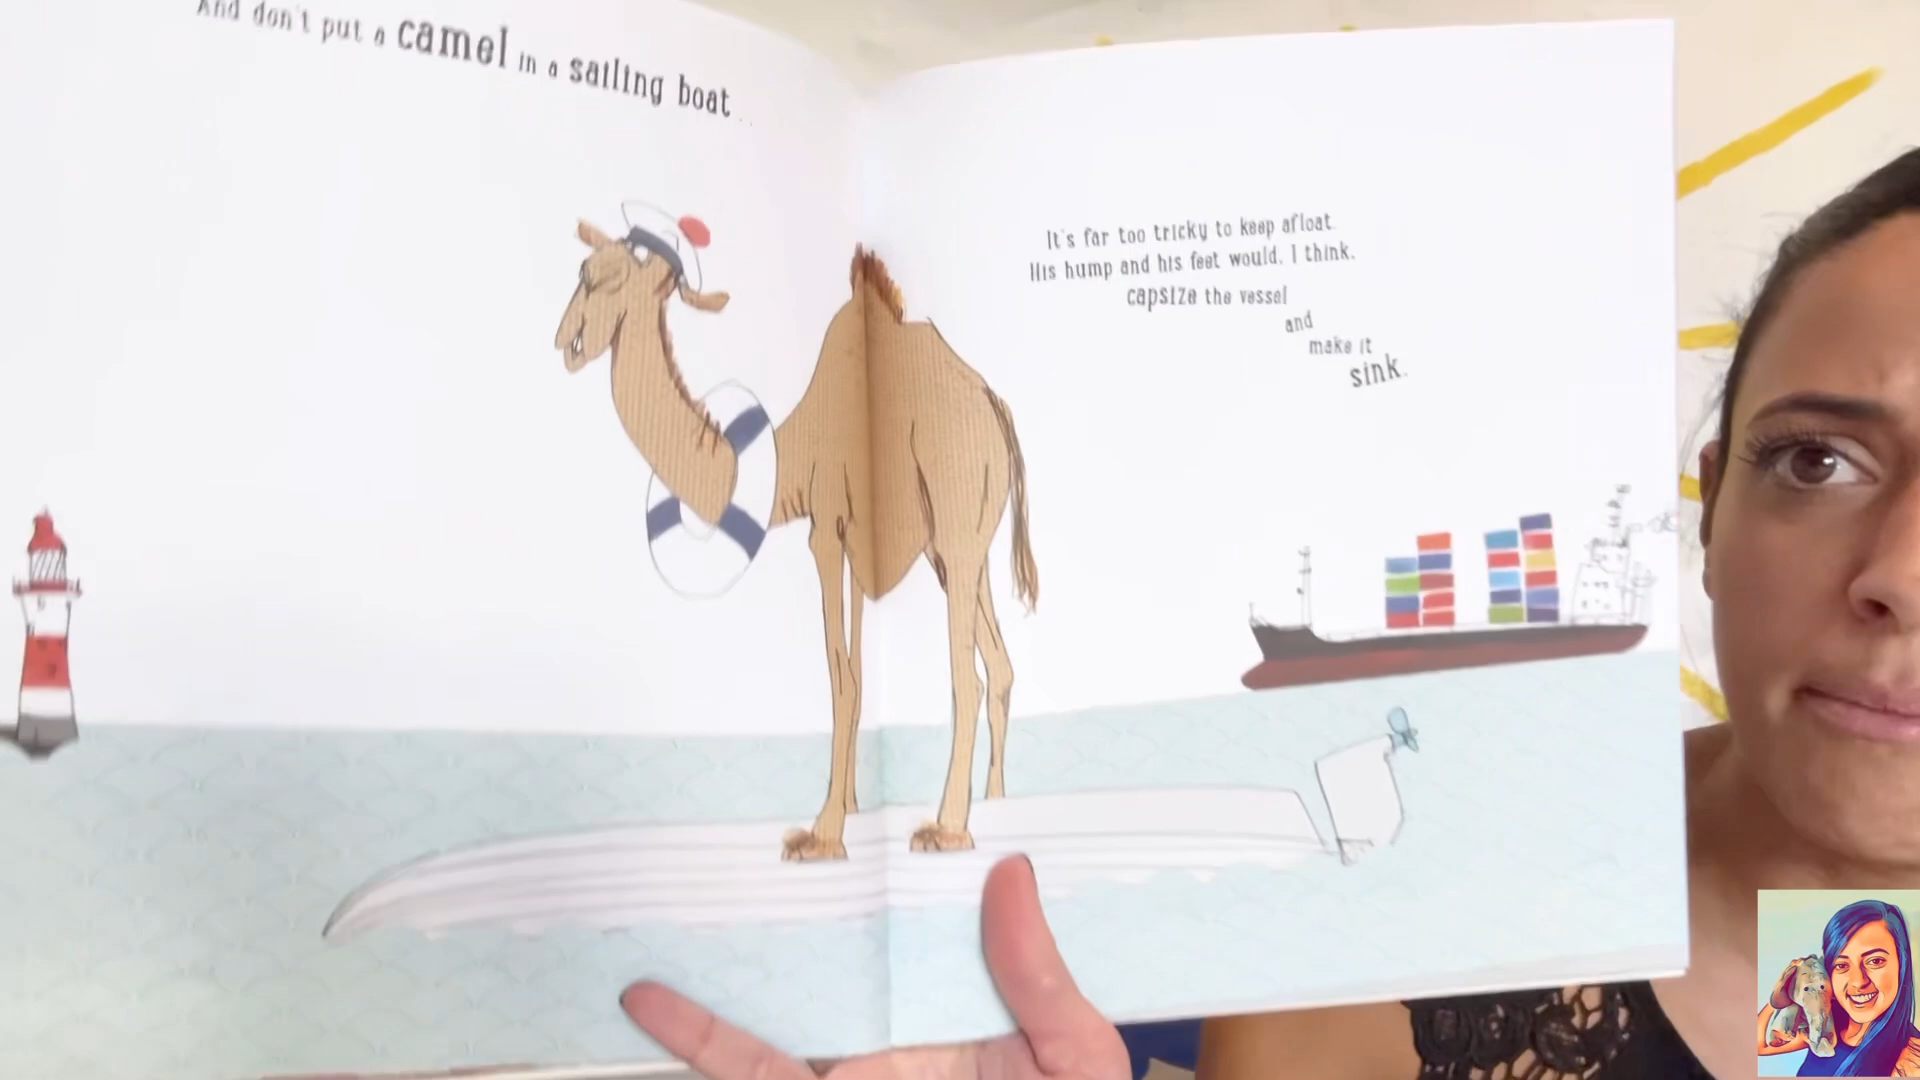 And don't put a camel in a sailing boat...
It's far too tricky to keep afloat.
His hump and his feet would, I think,
capsize the vessel
and
make it
sink.